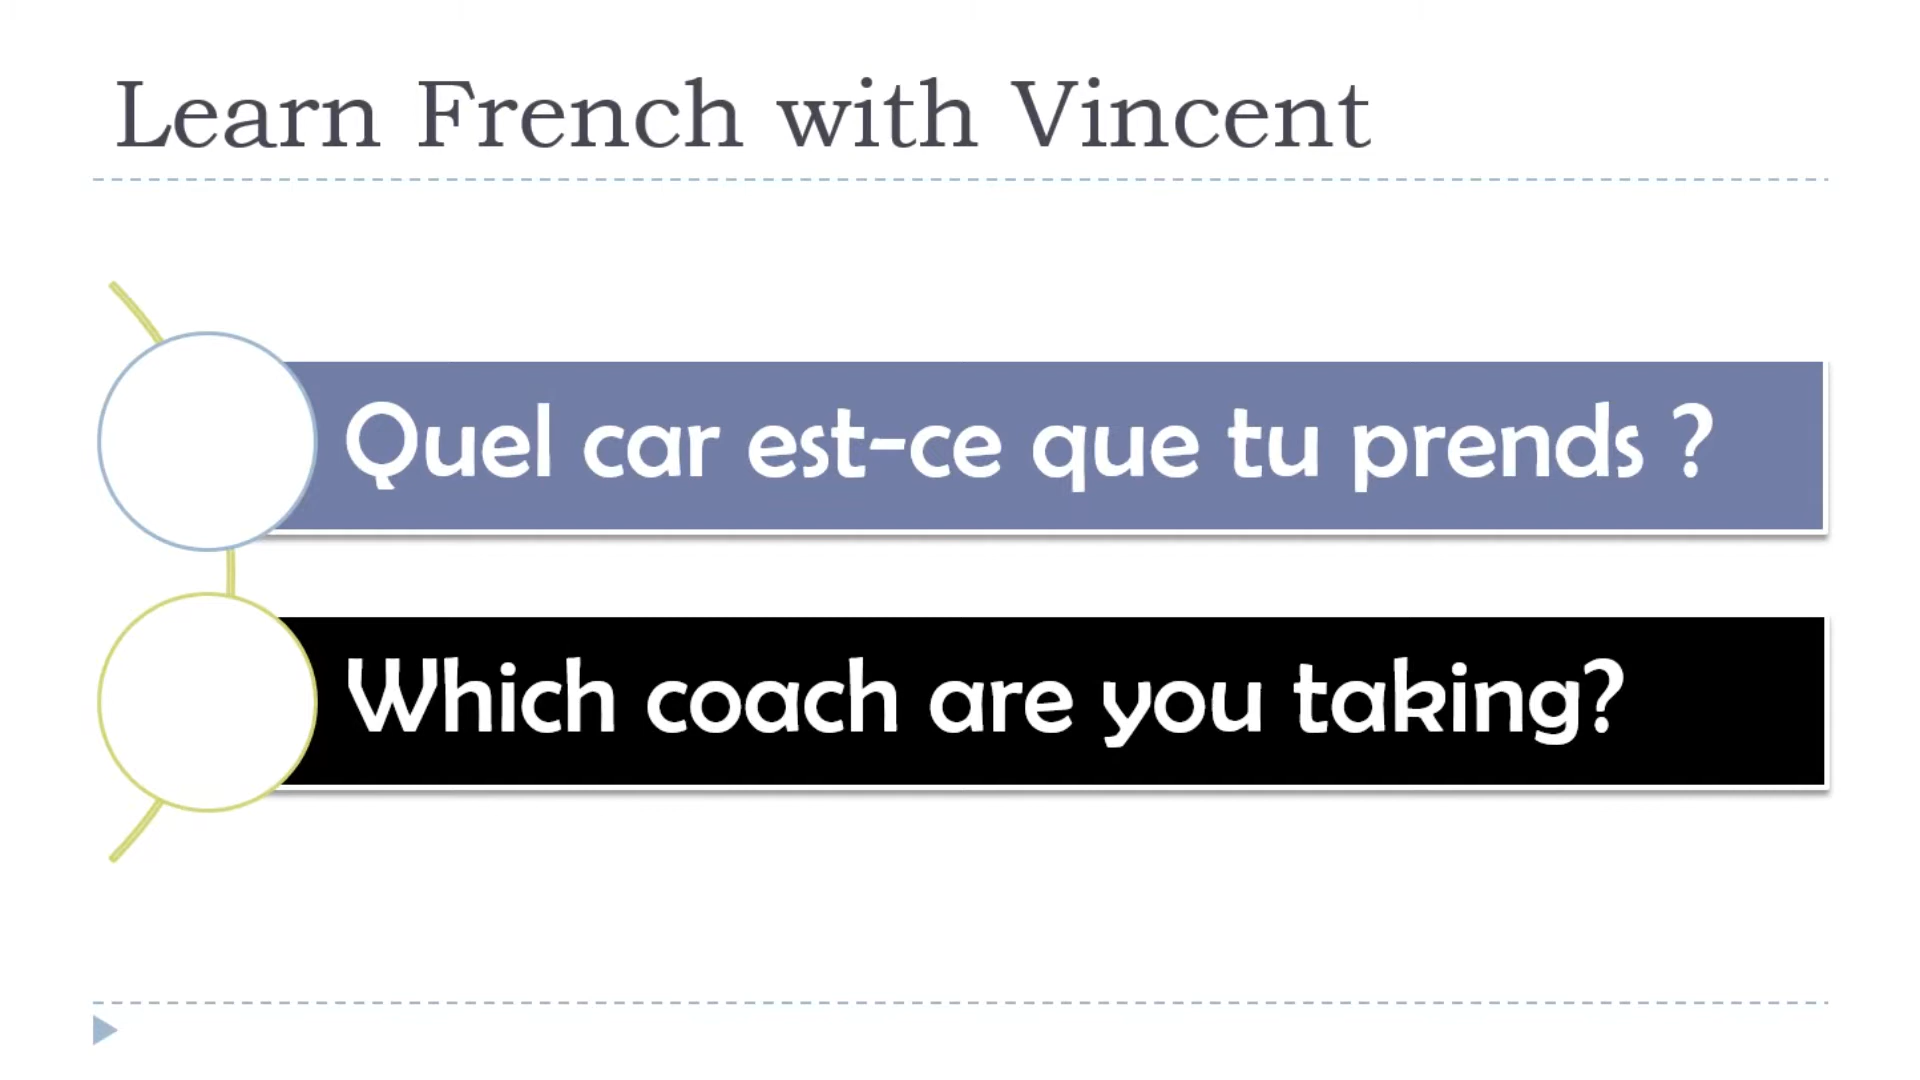 Learn French with Vincent
Quel car est-ce que tu prends ?
Which coach are you taking?